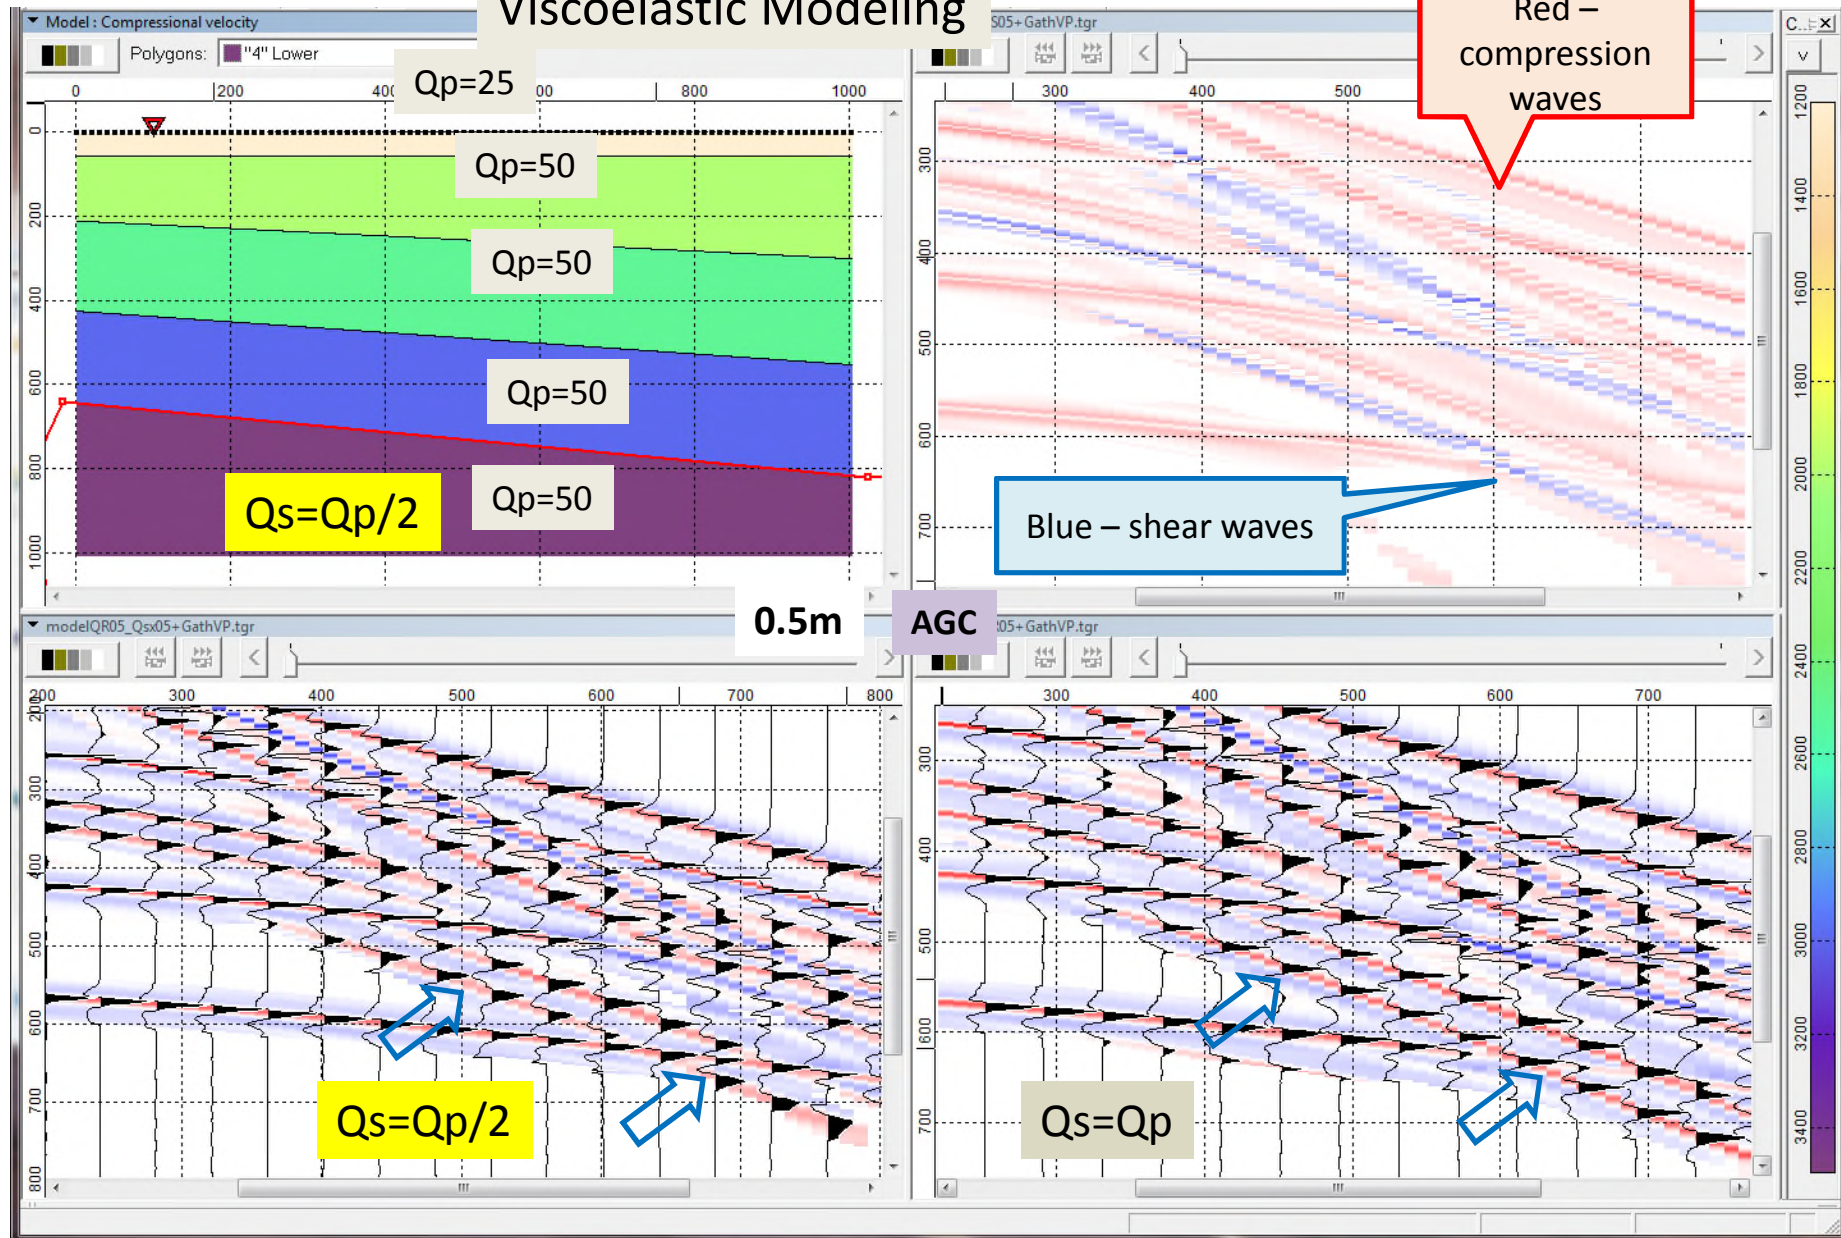 Viscoelastic Modeling
Model : Compressional velocity
Polygons: "4" Lower
Qp=25
0 200 400 600 800 1000
0
200
400
600
800
1000
Qp=50
Qp=50
Qp=50
Qp=50
Qs=Qp/2
S05+GathVP.tgr
Red –
compression
waves
300 400 500
300
400
500
600
700
Blue – shear waves
0.5m
AGC
modelQR05_Qsx05+GathVP.tgr
200 300 400 500 600 700 800
200
300
400
500
600
700
800
Qs=Qp/2
05+GathVP.tgr
300 400 500 600 700
300
400
500
600
700
Qs=Qp
1200
1400
1600
1800
2000
2200
2400
2600
2800
3000
3200
3400